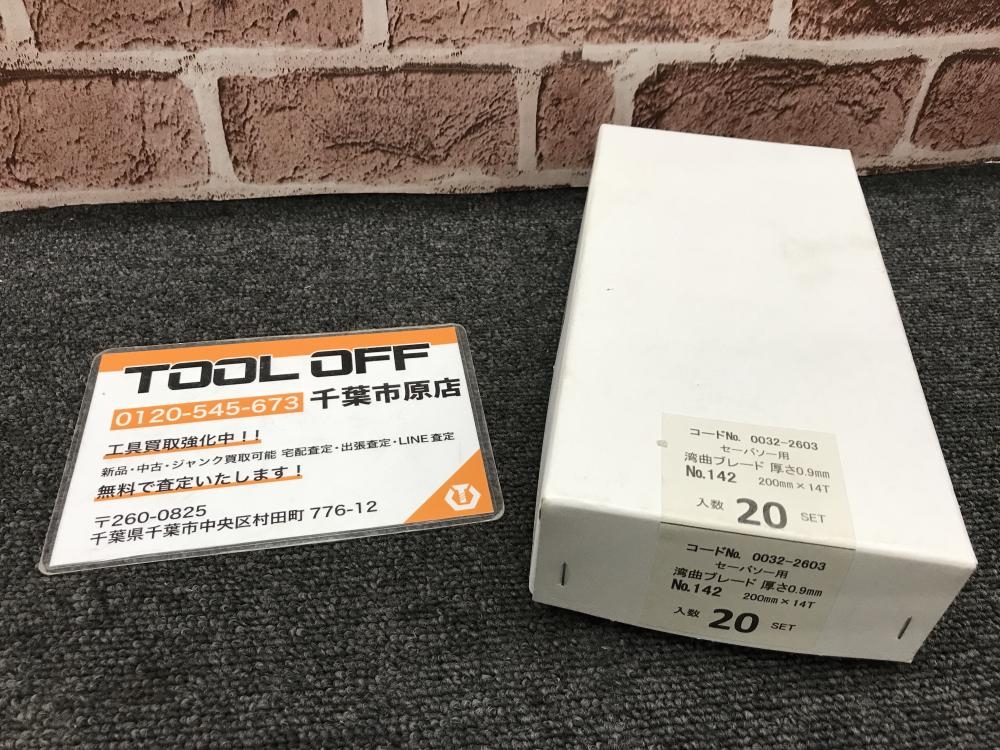 TOOL OFF
0120-545-673 千葉市原店
工具買取強化中!!
新品・中古・ジャンク買取可能 宅配査定・出張査定・LINE査定
無料で査定いたします!
〒260-0825
千葉県千葉市中央区村田町 776-12
コードNo. 0032-2603
セーバソー用
湾曲ブレード 厚さ0.9mm
No.142 200mm×14T
入数 20 SET
コードNo. 0032-2603
セーバソー用
湾曲ブレード 厚さ0.9mm
No.142 200mm×14T
入数 20 SET